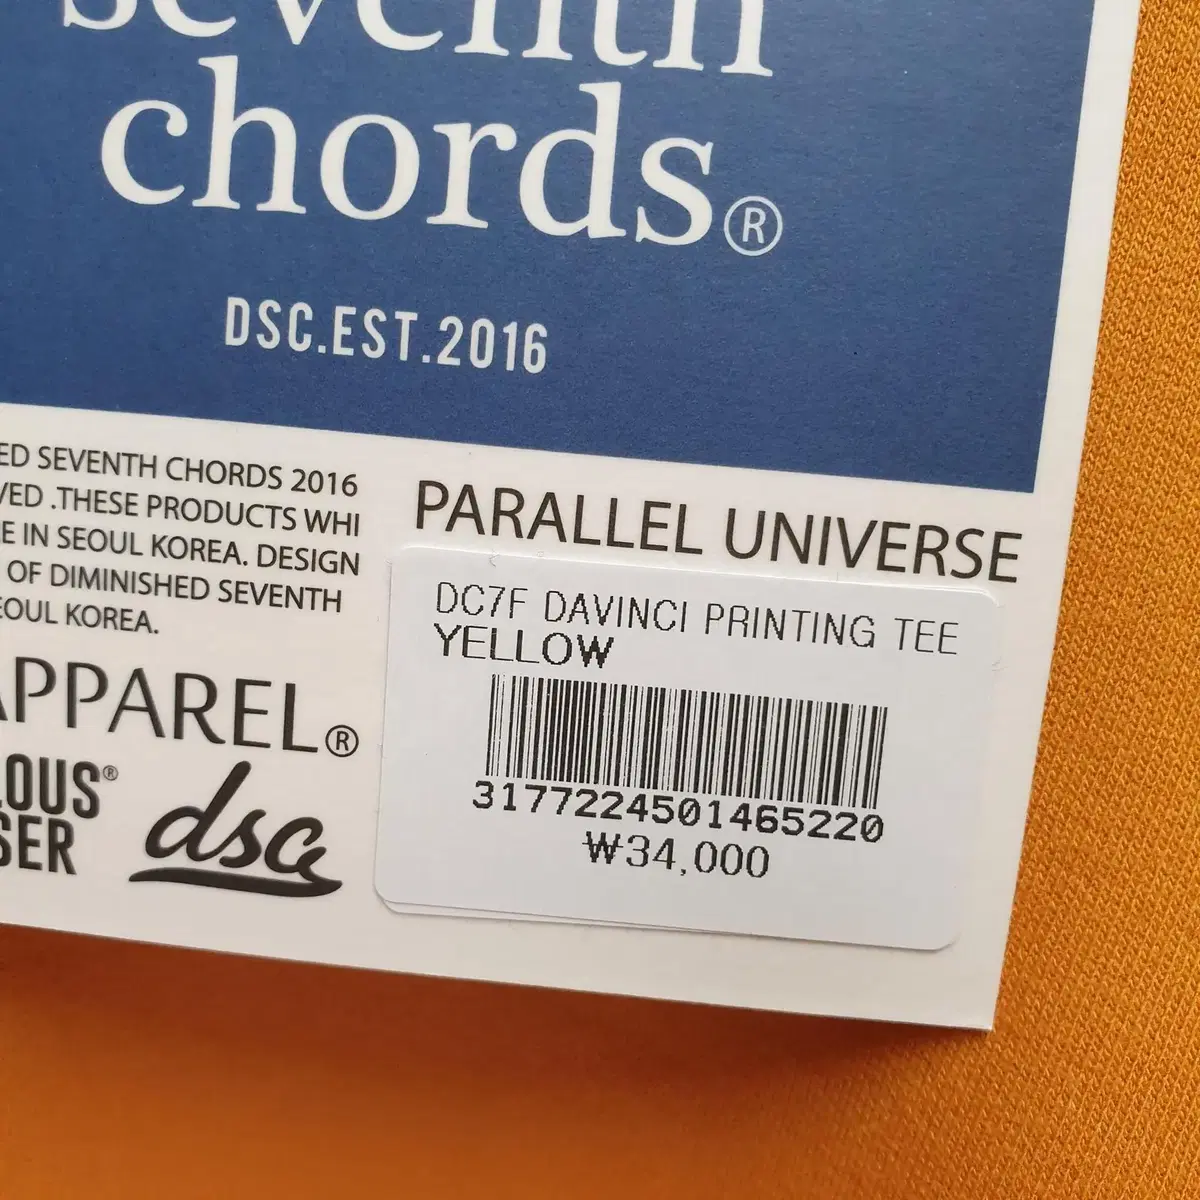 seventh
chords®
DSC.EST.2016
ED SEVENTH CHORDS 2016
VED .THESE PRODUCTS WHI
E IN SEOUL KOREA. DESIGN
OF DIMINISHED SEVENTH
EOUL KOREA.
APPAREL®
LOUS®
SER
dsc
PARALLEL UNIVERSE
DC7F DAVINCI PRINTING TEE
YELLOW
3177224501465220
₩34,000